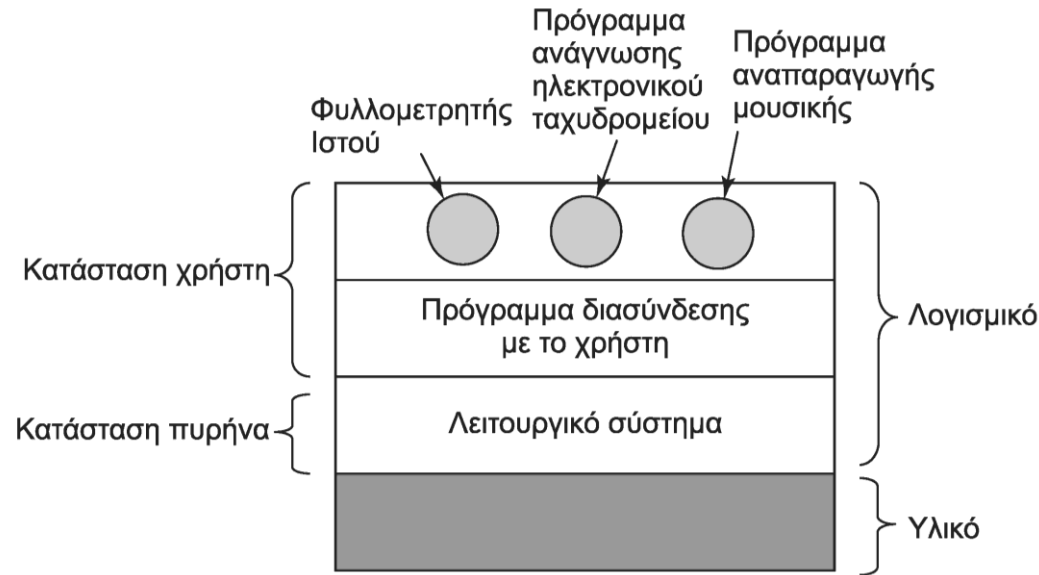 Πρόγραμμα
ανάγνωσης
ηλεκτρονικού
ταχυδρομείου
Πρόγραμμα
αναπαραγωγής
μουσικής
Φυλλομετρητής
Ιστού
Κατάσταση χρήστη
Πρόγραμμα διασύνδεσης
με το χρήστη
Λογισμικό
Κατάσταση πυρήνα
Λειτουργικό σύστημα
Υλικό